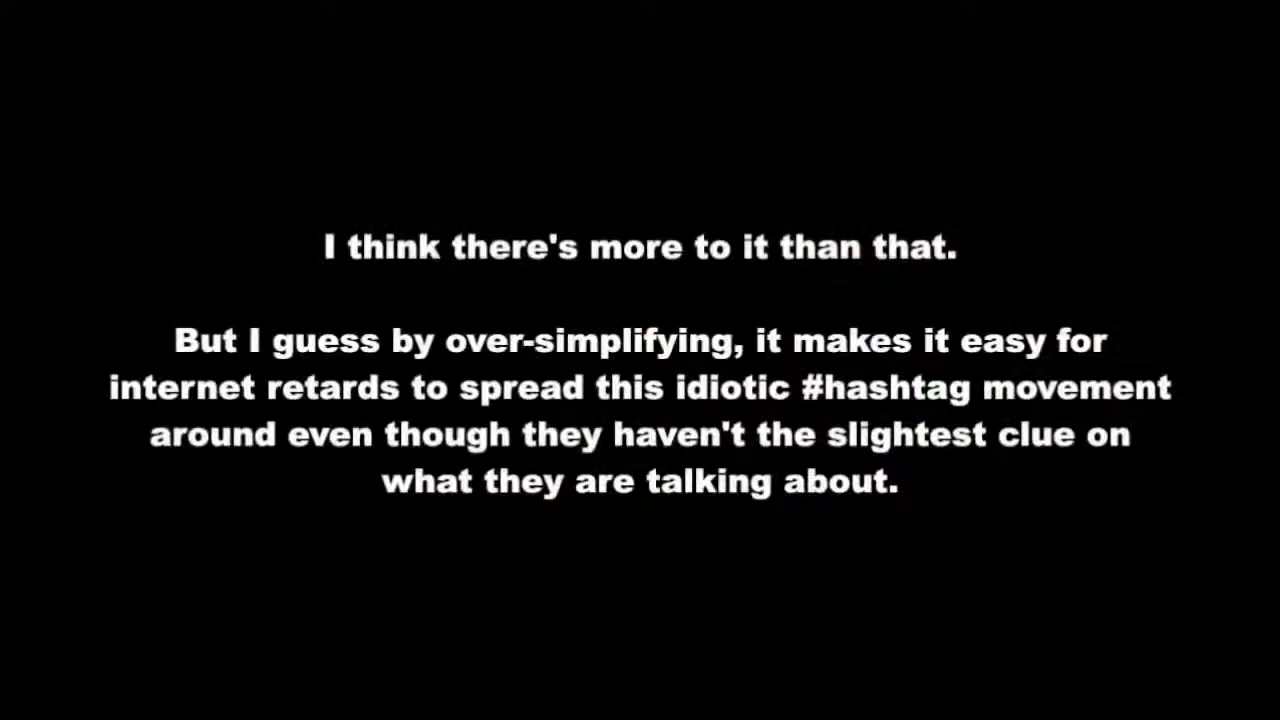 I think there's more to it than that.
But I guess by over-simplifying, it makes it easy for
internet retards to spread this idiotic #hashtag movement
around even though they haven't the slightest clue on
what they are talking about.